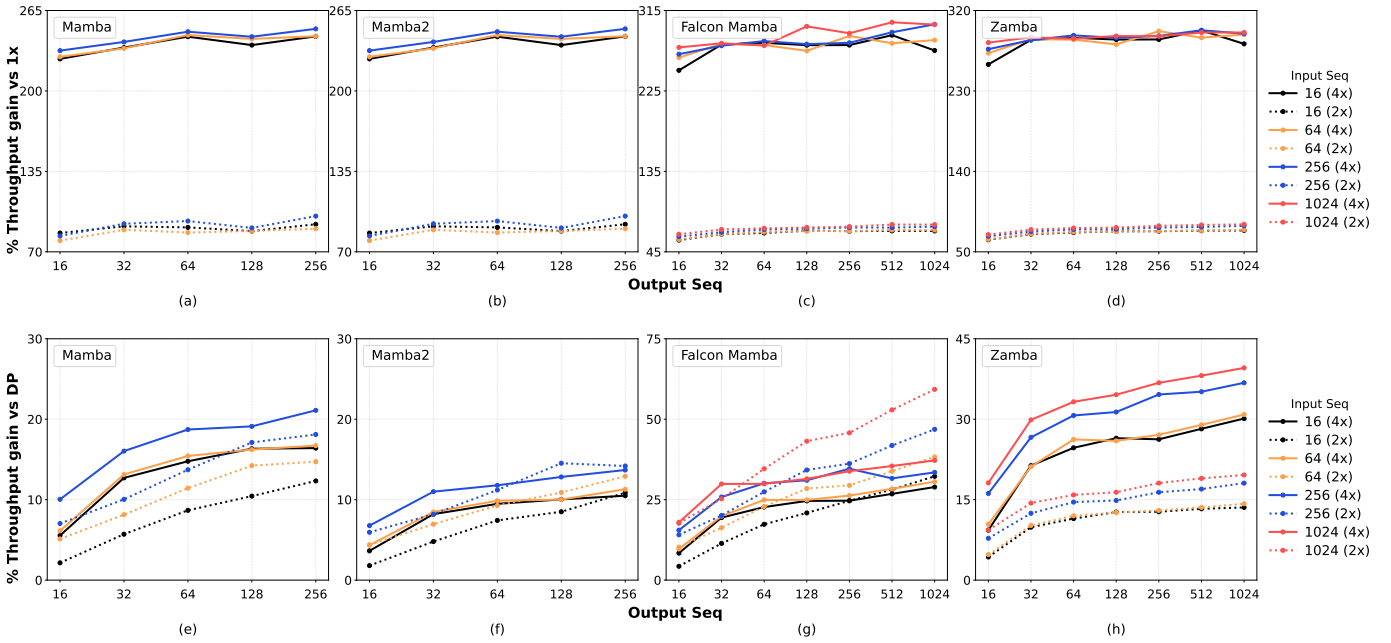 % Throughput gain vs 1x
265
200
135
70
Mamba
16 32 64 128 256
(a)
265
200
135
70
Mamba2
16 32 64 128 256
(b)
315
225
135
45
Falcon Mamba
16 32 64 128 256 512 1024
(c)
320
230
140
50
Zamba
16 32 64 128 256 512 1024
(d)
Output Seq
Input Seq
16 (4x)
16 (2x)
64 (4x)
64 (2x)
256 (4x)
256 (2x)
1024 (4x)
1024 (2x)
% Throughput gain vs DP
30
20
10
0
Mamba
16 32 64 128 256
(e)
30
20
10
0
Mamba2
16 32 64 128 256
(f)
75
50
25
0
Falcon Mamba
16 32 64 128 256 512 1024
(g)
45
30
15
0
Zamba
16 32 64 128 256 512 1024
(h)
Output Seq
Input Seq
16 (4x)
16 (2x)
64 (4x)
64 (2x)
256 (4x)
256 (2x)
1024 (4x)
1024 (2x)